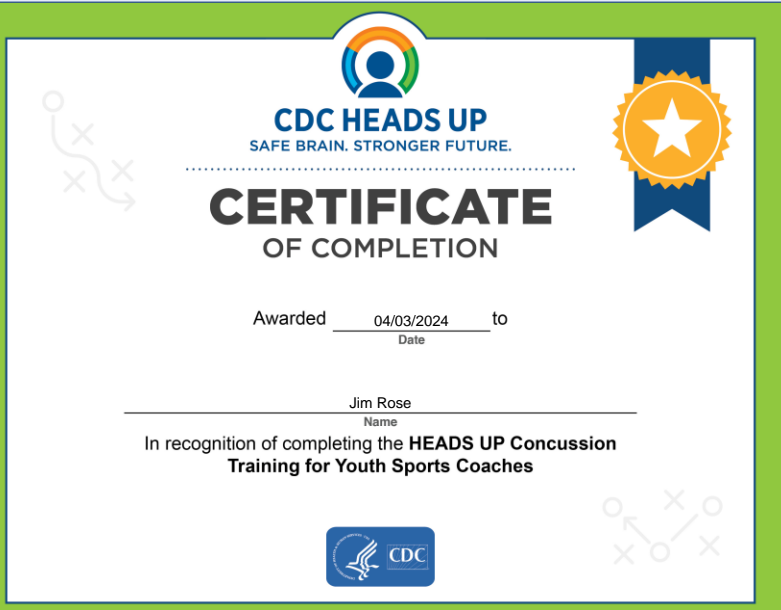 CDC HEADS UP
SAFE BRAIN. STRONGER FUTURE.
CERTIFICATE
OF COMPLETION
Awarded 04/03/2024 to
Date
Jim Rose
Name
In recognition of completing the HEADS UP Concussion
Training for Youth Sports Coaches
CDC